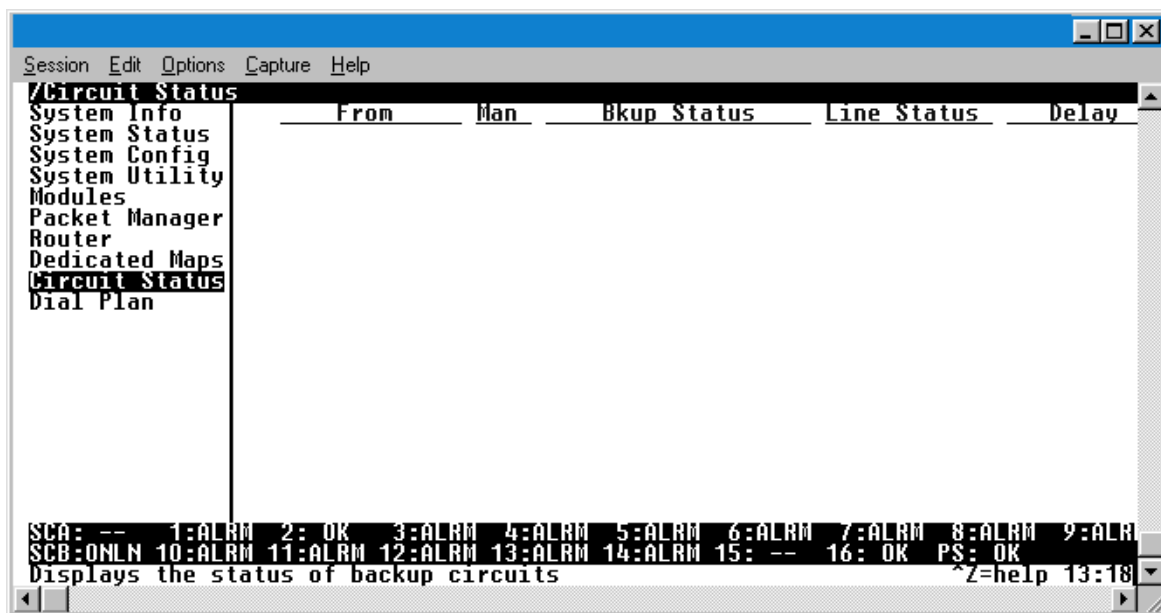 Session Edit Options Capture Help
/Circuit Status
System Info From Man Bkup Status Line Status Delay
System Status
System Config
System Utility
Modules
Packet Manager
Router
Dedicated Maps
Circuit Status
Dial Plan
SCA: -- 1:ALRM 2: OK 3:ALRM 4:ALRM 5:ALRM 6:ALRM 7:ALRM 8:ALRM 9:ALR
SCB:ONLN 10:ALRM 11:ALRM 12:ALRM 13:ALRM 14:ALRM 15: -- 16: OK PS: OK
Displays the status of backup circuits ^Z=help 13:18